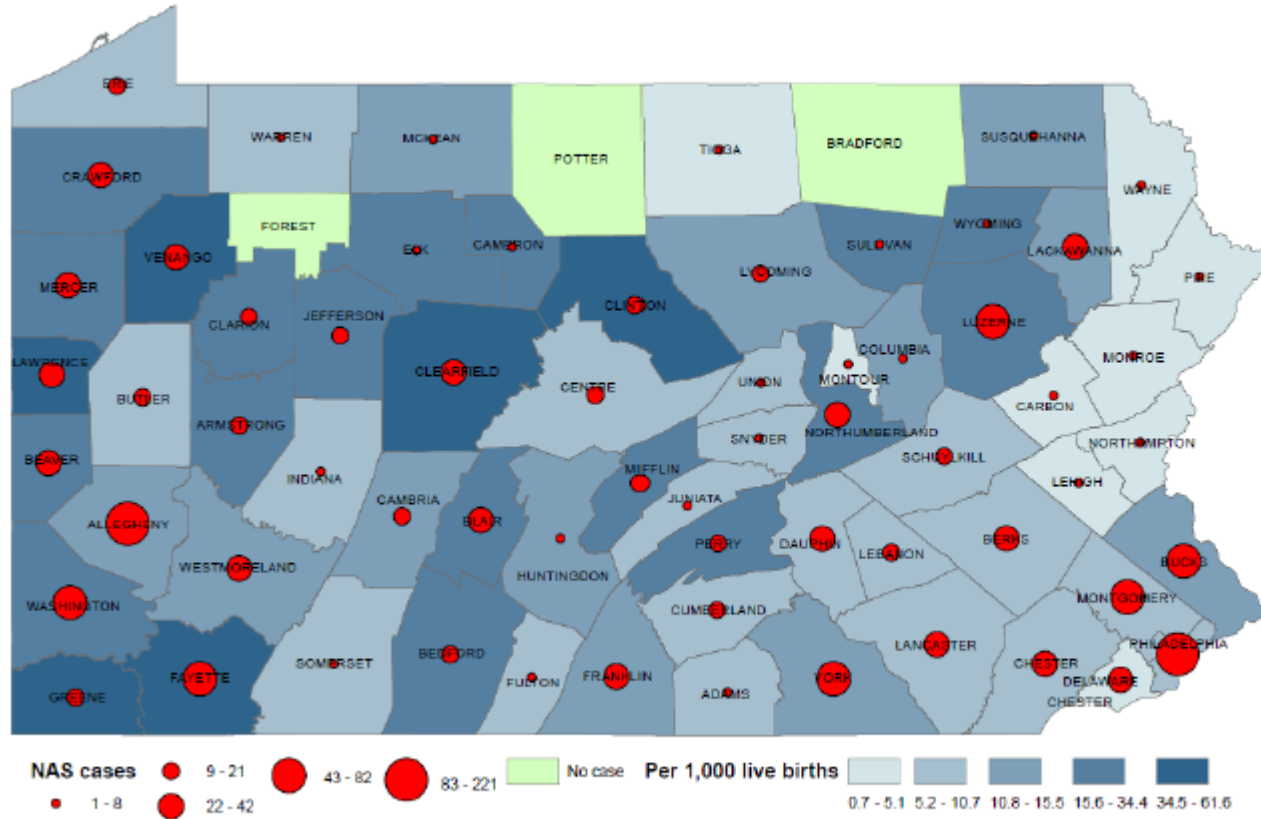 ERIE
WARREN
MCKEAN
POTTER
TIOGA
BRADFORD
SUSQUEHANNA
WAYNE
CRAWFORD
FOREST
VENANGO
ELK
CAMERON
CLINTON
LYCOMING
SULLIVAN
WYOMING
LACKAWANNA
PIKE
MERCER
CLARION
JEFFERSON
CLEARFIELD
CENTRE
UNION
MONTOUR
COLUMBIA
LUZERNE
MONROE
CARBON
LAWRENCE
BUTLER
ARMSTRONG
SNYDER
NORTHUMBERLAND
SCHUYLKILL
NORTHAMPTON
LEHIGH
BEAVER
INDIANA
CAMBRIA
BLAIR
MIFFLIN
JUNIATA
ALLEGHENY
WESTMORELAND
HUNTINGDON
PERRY
DAUPHIN
LEBANON
BERKS
BUCKS
WASHINGTON
CUMBERLAND
MONTGOMERY
PHILADELPHIA
GREENE
FAYETTE
SOMERSET
BEDFORD
FULTON
FRANKLIN
ADAMS
YORK
LANCASTER
CHESTER
DELAWARE
CHESTER
NAS cases
1 - 8
9 - 21
22 - 42
43 - 82
83 - 221
No case
Per 1,000 live births
0.7 - 5.1 5.2 - 10.7 10.8 - 15.5 15.6 - 34.4 34.5 - 61.6